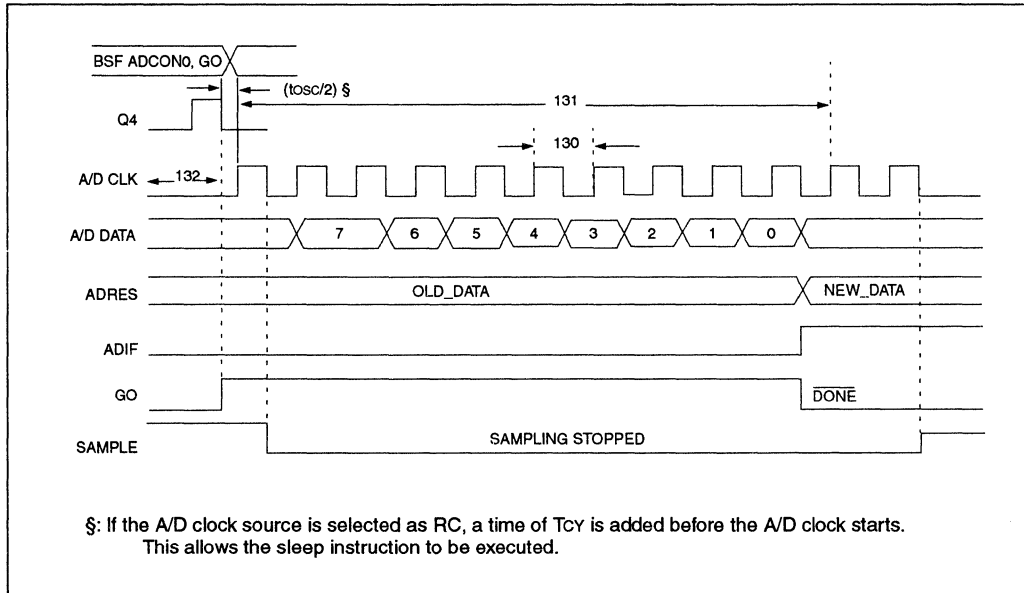 BSF ADCON0, GO
(tosc/2) §
131
Q4
130
A/D CLK
132
A/D DATA
7 6 5 4 3 2 1 0
ADRES
OLD_DATA
NEW_DATA
ADIF
GO
DONE
SAMPLE
SAMPLING STOPPED
§: If the A/D clock source is selected as RC, a time of TCY is added before the A/D clock starts.
This allows the sleep instruction to be executed.